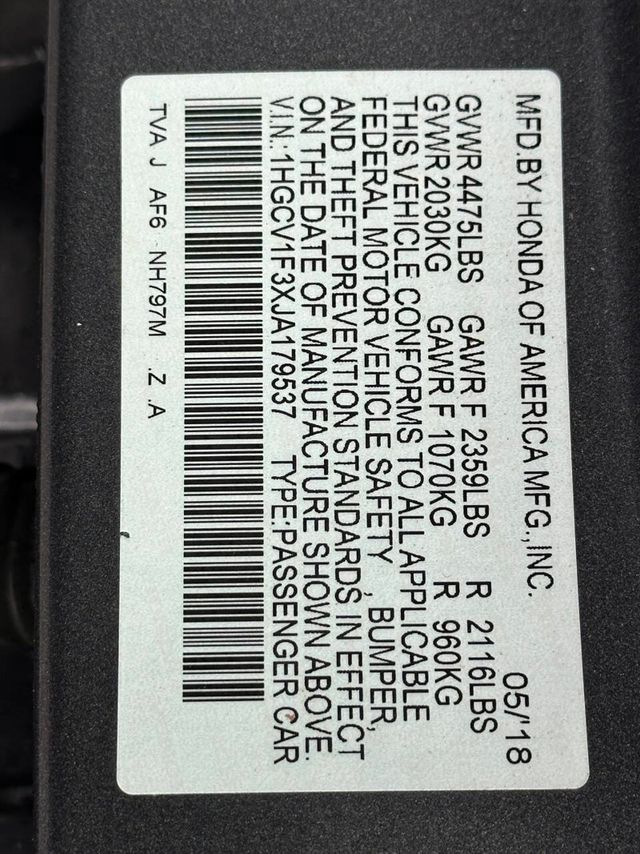 MFD.BY HONDA OF AMERICA MFG.,INC. 05/'18
GVWR 4475LBS GAWR F 2359LBS R 2116LBS
GVWR 2030KG GAWR F 1070KG R 960KG
THIS VEHICLE CONFORMS TO ALL APPLICABLE
FEDERAL MOTOR VEHICLE SAFETY , BUMPER,
AND THEFT PREVENTION STANDARDS IN EFFECT
ON THE DATE OF MANUFACTURE SHOWN ABOVE.
V.I.N.: 1HGCV1F3XJA179537 TYPE:PASSENGER CAR
TVA J AF6 NH797M .Z .A